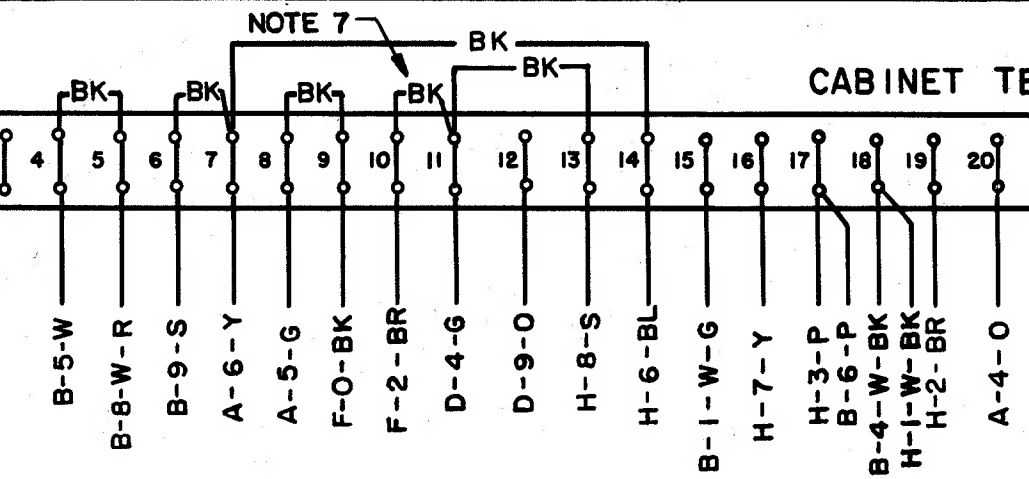 NOTE 7
BK
BK
CABINET TE
BK
BK
BK
BK
4 5 6 7 8 9 10 11 12 13 14 15 16 17 18 19 20
B-5-W
B-8-W-R
B-9-S
A-6-Y
A-5-G
F-0-BK
F-2-BR
D-4-G
D-9-O
H-8-S
H-6-BL
B-1-W-G
H-7-Y
H-3-P
B-6-P
B-4-W-BK
H-1-W-BK
H-2-BR
A-4-O